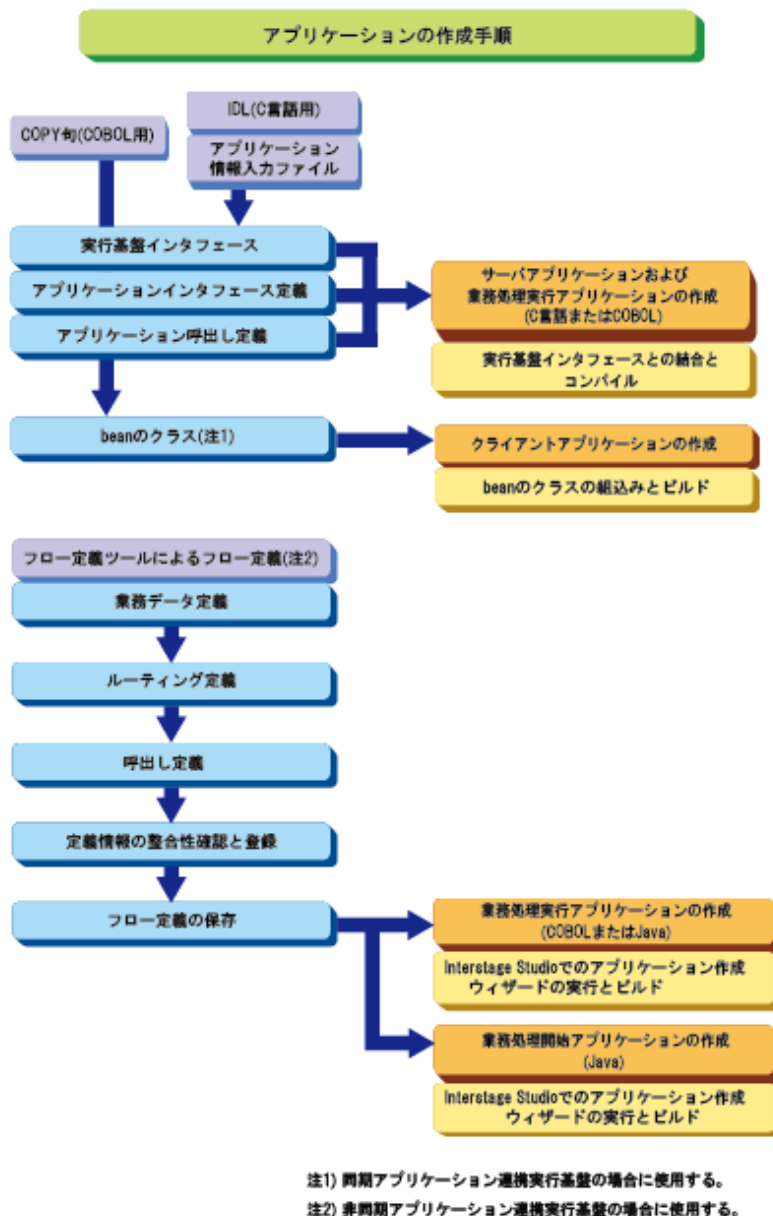 アプリケーションの作成手順
COPY句(COBOL用)
IDL(C言語用)
アプリケーション
情報入力ファイル
実行基盤インタフェース
アプリケーションインタフェース定義
アプリケーション呼出し定義
サーバアプリケーションおよび
業務処理実行アプリケーションの作成
(C言語またはCOBOL)
実行基盤インタフェースとの結合と
コンパイル
beanのクラス(注1)
クライアントアプリケーションの作成
beanのクラスの組込みとビルド
フロー定義ツールによるフロー定義(注2)
業務データ定義
ルーティング定義
呼出し定義
定義情報の整合性確認と登録
フロー定義の保存
業務処理実行アプリケーションの作成
(COBOLまたはJava)
Interstage Studioでのアプリケーション作成
ウィザードの実行とビルド
業務処理開始アプリケーションの作成
(Java)
Interstage Studioでのアプリケーション作成
ウィザードの実行とビルド
注1) 同期アプリケーション連携実行基盤の場合に使用する。
注2) 非同期アプリケーション連携実行基盤の場合に使用する。